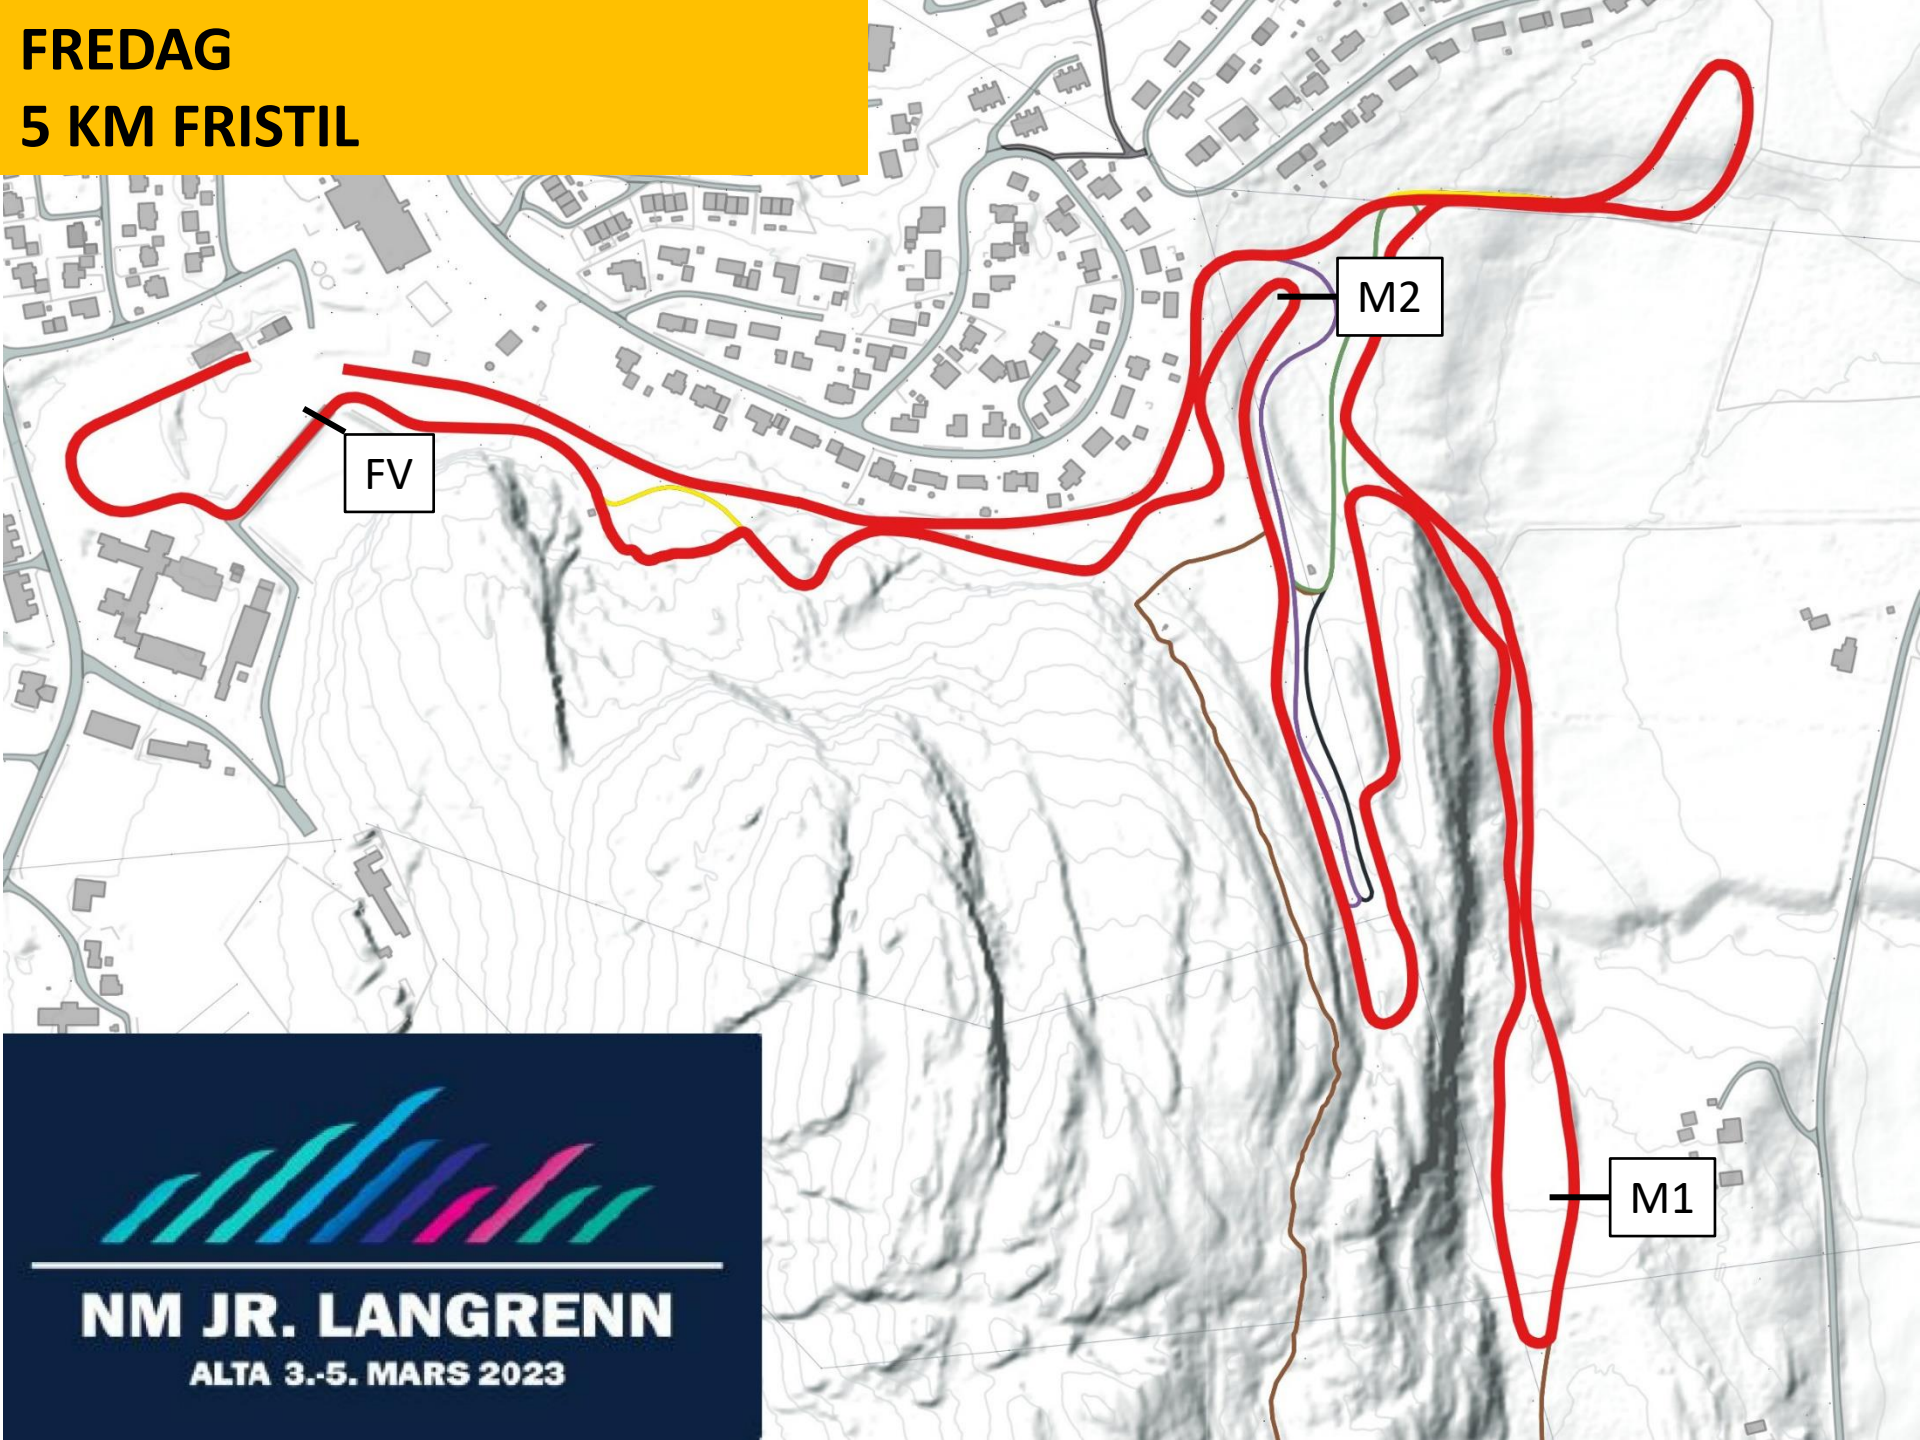 FREDAG
5 KM FRISTIL
M2
FV
M1
NM JR. LANGRENN
ALTA 3.-5. MARS 2023